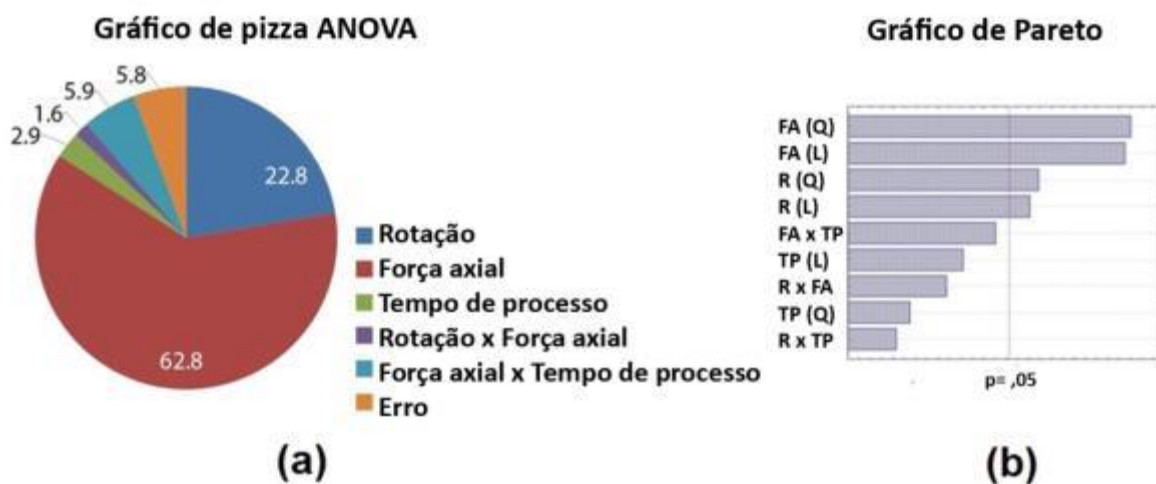 Gráfico de pizza ANOVA
5.8
5.9
1.6
2.9
22.8
62.8
Rotação
Força axial
Tempo de processo
Rotação x Força axial
Força axial x Tempo de processo
Erro
(a)
Gráfico de Pareto
FA (Q)
FA (L)
R (Q)
R (L)
FA x TP
TP (L)
R x FA
TP (Q)
R x TP
p= ,05
(b)